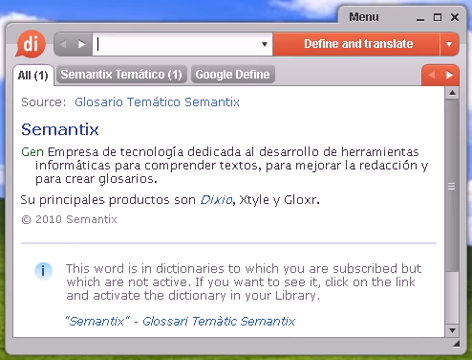 Menu
di
Define and translate
All (1) Semantix Temático (1) Google Define
Source: Glosario Temático Semantix
Semantix
Gen Empresa de tecnología dedicada al desarrollo de herramientas
informáticas para comprender textos, para mejorar la redacción y
para crear glosarios.
Su principales producto son Dixio, Xtyle y Gloxr.
© 2010 Semantix
This word is in dictionaries to which you are subscribed but
which are not active. If you want to see it, click on the link
and activate the dictionary in your Library.
"Semantix" - Glossari Temàtic Semantix